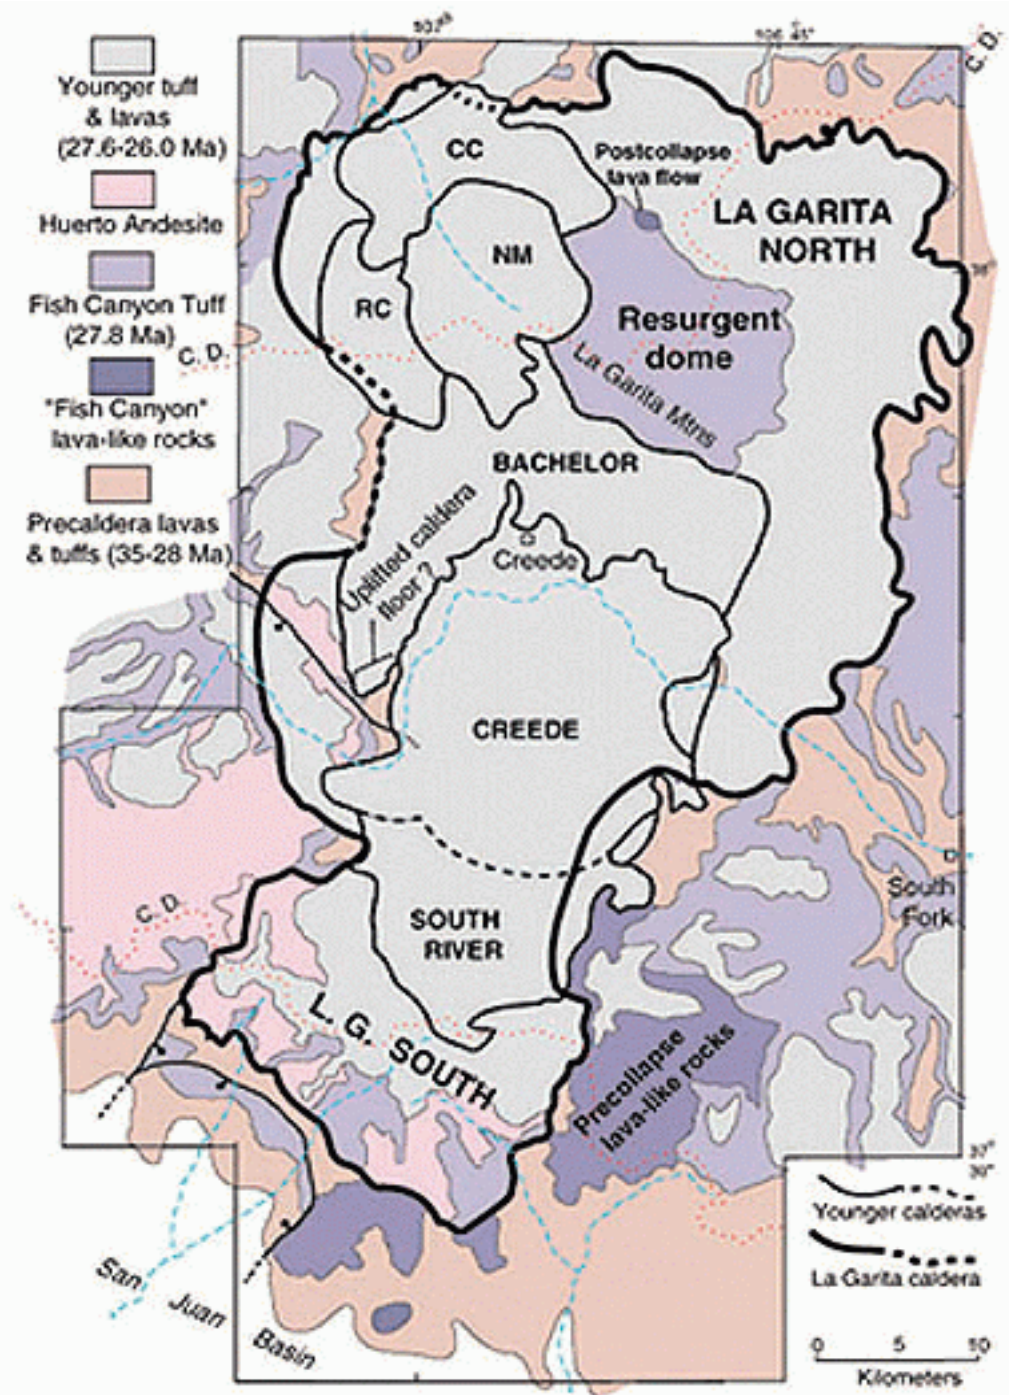 Younger tuff
& lavas
(27.6-26.0 Ma)
Huerto Andesite
Fish Canyon Tuff
(27.8 Ma)
"Fish Canyon"
lava-like rocks
Precaldera lavas
& tuffs (35-28 Ma)
C. D.
CC
Postcollapse
lava flow
LA GARITA
NORTH
NM
RC
38°
Resurgent
dome
C. D.
La Garita Mtns
BACHELOR
Uplifted caldera
floor ?
Creede
CREEDE
South
Fork
C. D.
SOUTH
RIVER
L. G. SOUTH
Precollapse
lava-like rocks
37°
30"
Younger calderas
La Garita caldera
San Juan Basin
0 5 10
Kilometers